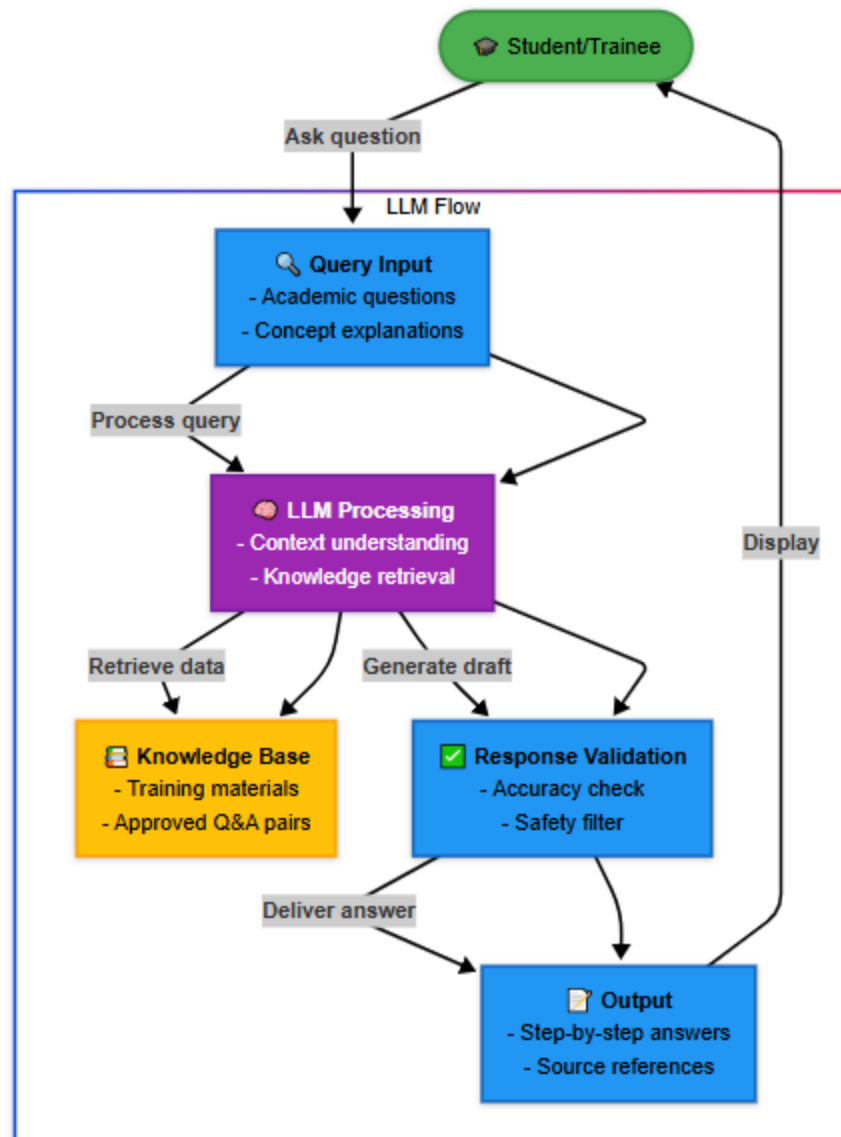 🎓 Student/Trainee
Ask question
LLM Flow
🔍 Query Input
- Academic questions
- Concept explanations
Process query
🧠 LLM Processing
- Context understanding
- Knowledge retrieval
Display
Retrieve data
Generate draft
📚 Knowledge Base
- Training materials
- Approved Q&A pairs
✅ Response Validation
- Accuracy check
- Safety filter
Deliver answer
📝 Output
- Step-by-step answers
- Source references